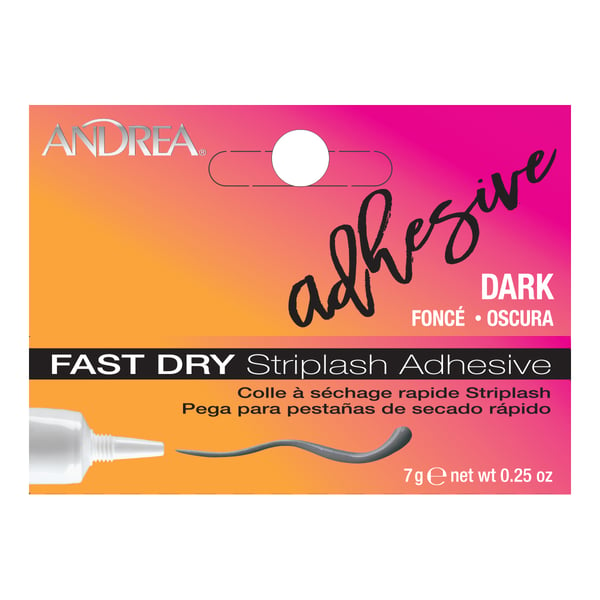 ANDREA®
adhesive
DARK
FONCÉ • OSCURA
FAST DRY Striplash Adhesive
Colle à séchage rapide Striplash
Pega para pestañas de secado rápido
7 g ℮ net wt 0.25 oz